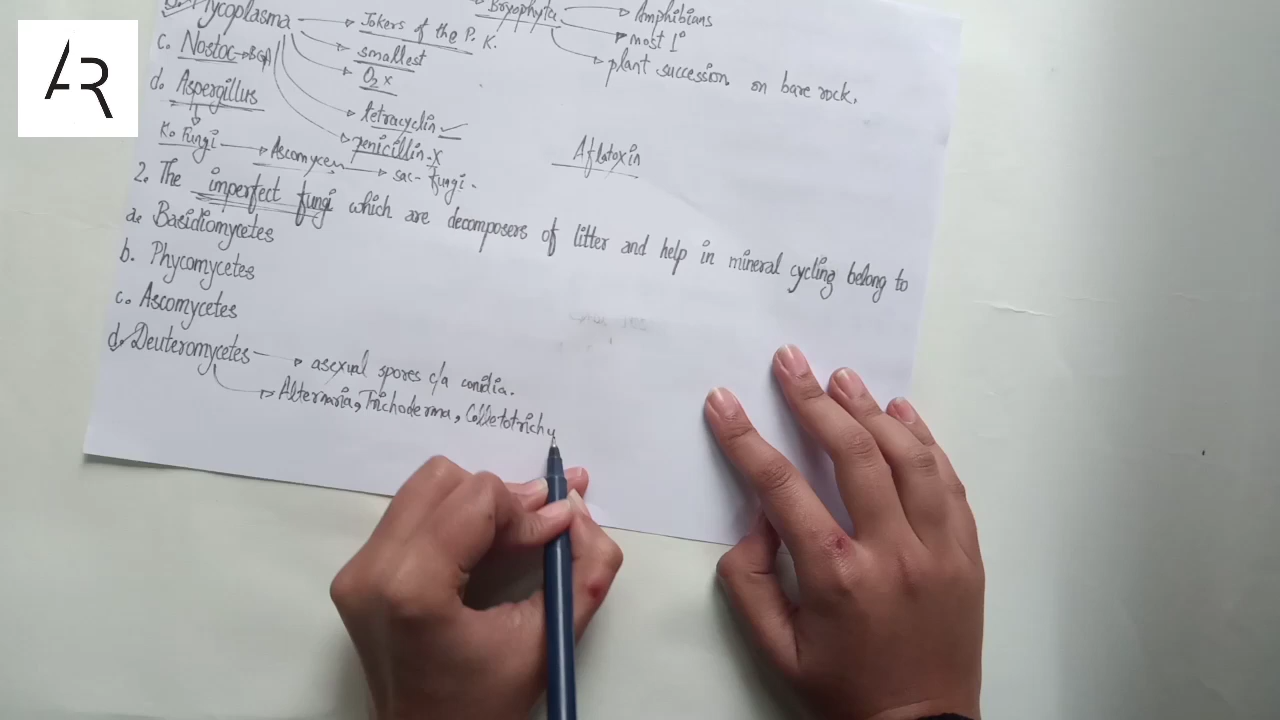 AR
Mycoplasma → Jokers of the P. K.
→ smallest
→ O2 x
→ tetracyclin ✓
→ penicillin - X
c. Nostoc → BGA
d. Aspergillus
K. Fungi → Ascomycen → sac - fungi.
Bryophyta → Amphibians
→ most 1°
→ plant succession on bare rock.
Aflatoxin
2. The imperfect fungi which are decomposers of litter and help in mineral cycling belong to
a. Basidiomycetes
b. Phycomycetes
c. Ascomycetes
d. Deuteromycetes → asexual spores c/a conidia.
→ Alternaria, Trichoderma, Colletotrichu